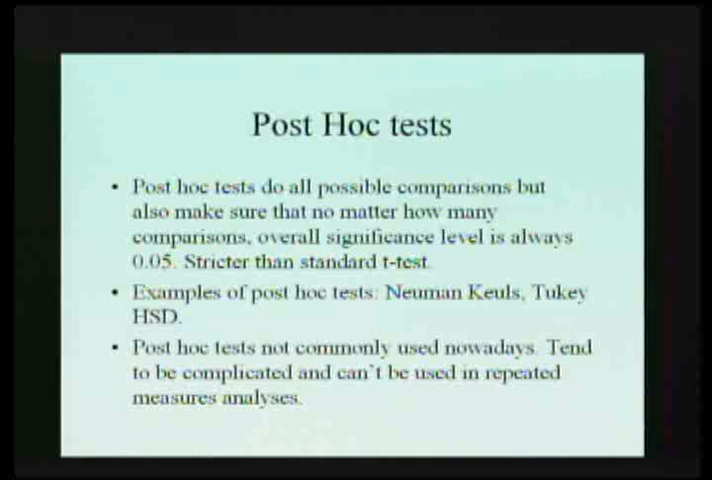 Post Hoc tests
• Post hoc tests do all possible comparisons but
also make sure that no matter how many
comparisons, overall significance level is always
0.05. Stricter than standard t-test.
• Examples of post hoc tests: Neuman Keuls, Tukey
HSD.
• Post hoc tests not commonly used nowadays. Tend
to be complicated and can't be used in repeated
measures analyses.